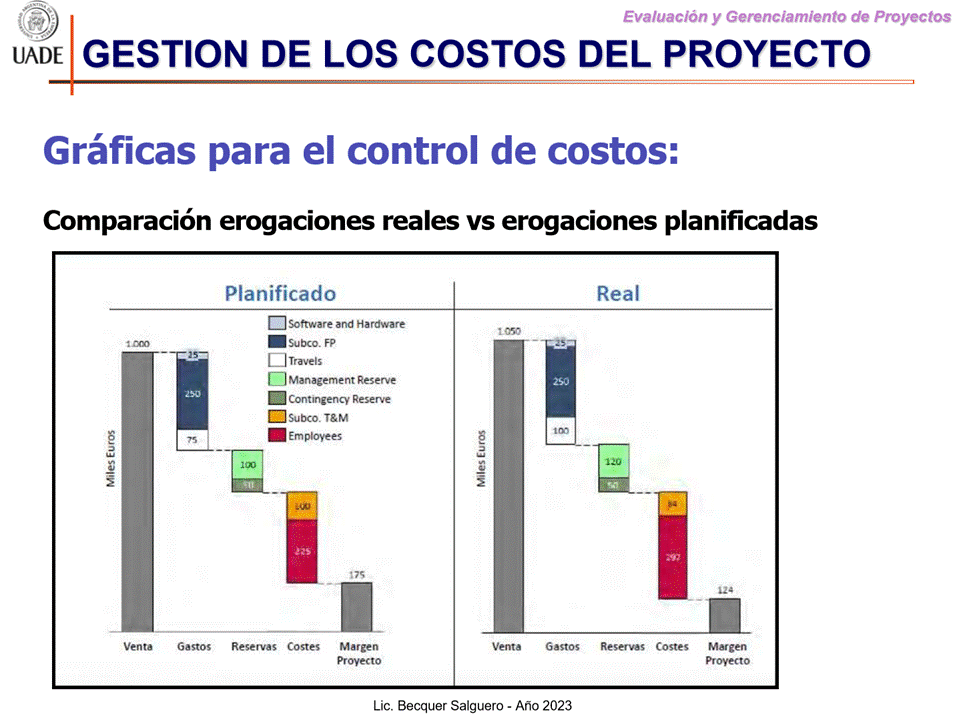 Evaluación y Gerenciamiento de Proyectos
UADE
GESTION DE LOS COSTOS DEL PROYECTO
Gráficas para el control de costos:
Comparación erogaciones reales vs erogaciones planificadas
Planificado
Miles Euros
1.000
25
250
75
100
50
100
225
175
Software and Hardware
Subco. FP
Travels
Management Reserve
Contingency Reserve
Subco. T&M
Employees
Venta Gastos Reservas Costes Margen
Proyecto
Real
Miles Euros
1.050
25
250
100
120
50
84
297
124
Venta Gastos Reservas Costes Margen
Proyecto
Lic. Becquer Salguero - Año 2023